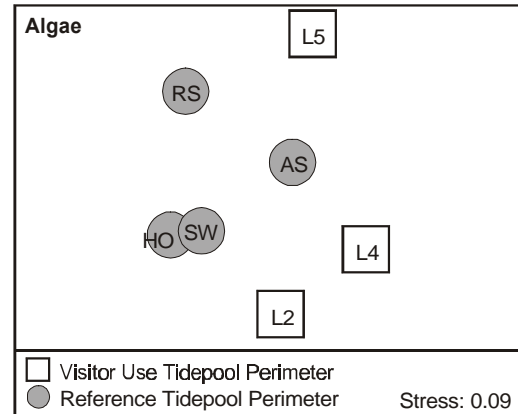 Algae
L5
RS
AS
HO SW
L4
L2
Visitor Use Tidepool Perimeter
Reference Tidepool Perimeter
Stress: 0.09